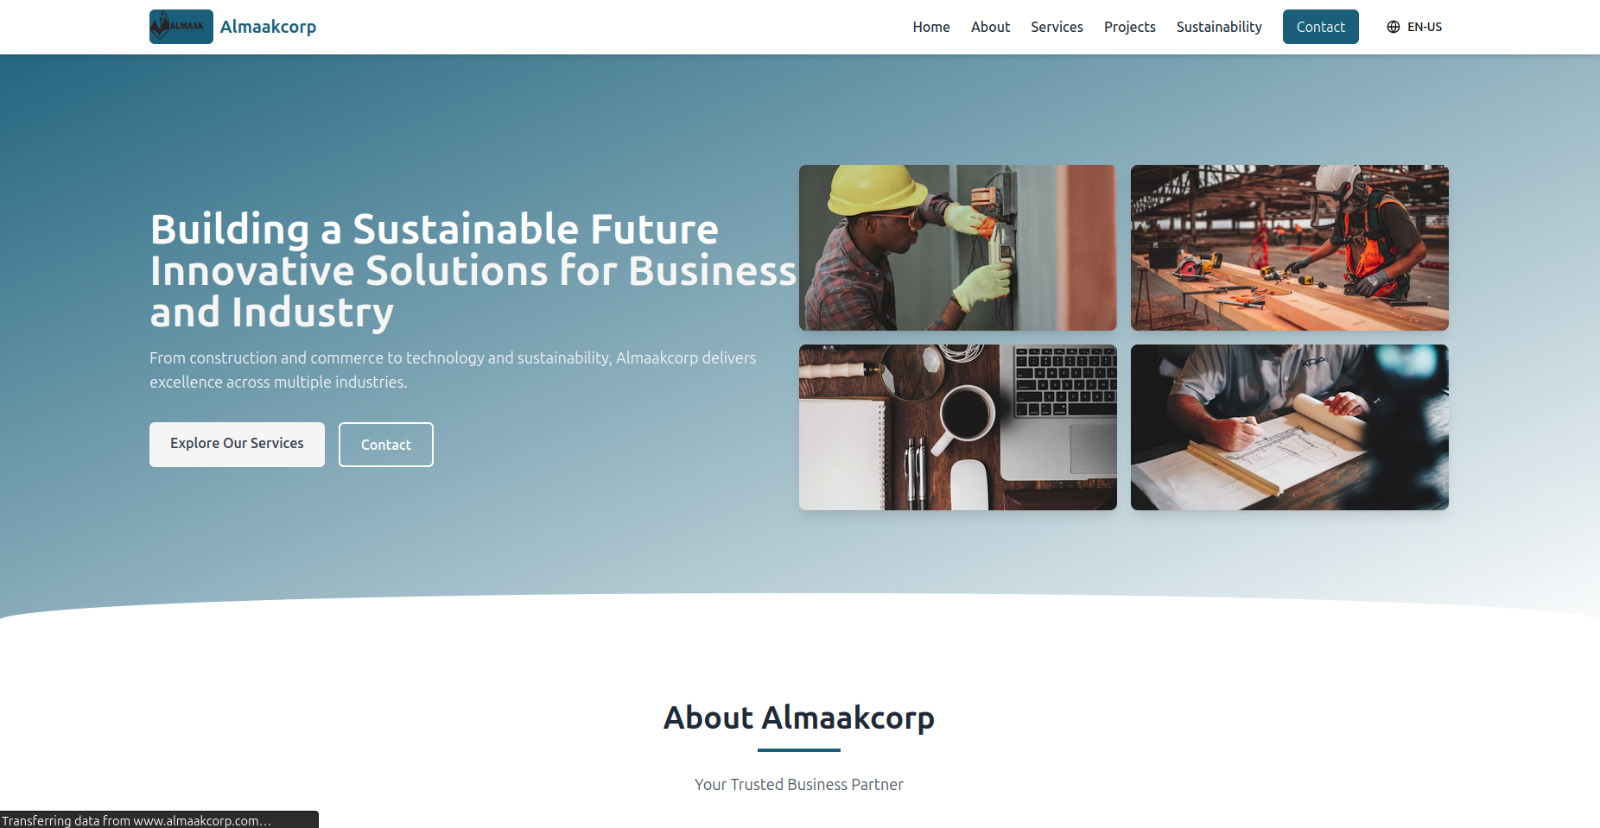 ALMAAK
Almaakcorp
Home
About
Services
Projects
Sustainability
Contact
EN-US
Building a Sustainable Future
Innovative Solutions for Business
and Industry
From construction and commerce to technology and sustainability, Almaakcorp delivers
excellence across multiple industries.
Explore Our Services
Contact
About Almaakcorp
Your Trusted Business Partner
Transferring data from www.almaakcorp.com…